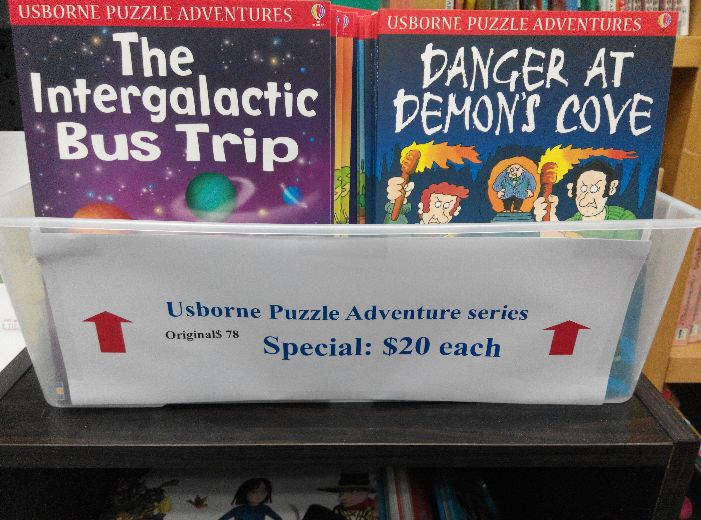 USBORNE PUZZLE ADVENTURES
The
Intergalactic
Bus Trip
USBORNE PUZZLE ADVENTURES
DANGER AT
DEMON'S COVE
Usborne Puzzle Adventure series
Original$ 78
Special: $20 each